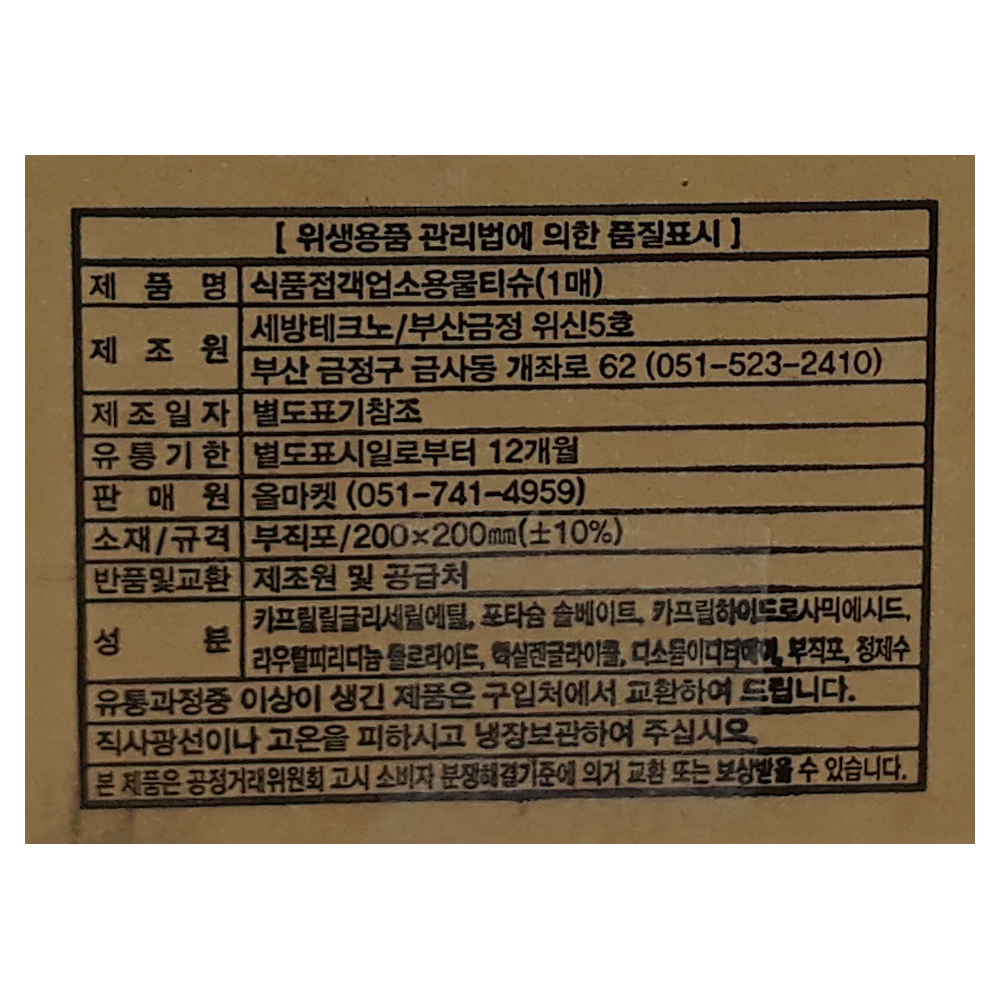 [ 위생용품 관리법에 의한 품질표시 ]
제 품 명 식품접객업소용물티슈(1매)
제 조 원 세방테크노/부산금정 위신5호
부산 금정구 금사동 개좌로 62 (051-523-2410)
제조일자 별도표기참조
유통기한 별도표시일로부터 12개월
판 매 원 올마켓 (051-741-4959)
소재/규격 부직포/200×200㎜(±10%)
반품및교환 제조원 및 공급처
성 분 카프릴릴글리세릴에틸, 포타슘 솔베이트, 카프릴하이드로사믹에시드,
라우릴피리디늄 클로라이드, 헥실렌글라이콜, 디소듐이디티에이, 부직포, 정제수
유통과정중 이상이 생긴 제품은 구입처에서 교환하여 드립니다.
직사광선이나 고온을 피하시고 냉장보관하여 주십시오.
본 제품은 공정거래위원회 고시 소비자 분쟁해결기준에 의거 교환 또는 보상받을 수 있습니다.